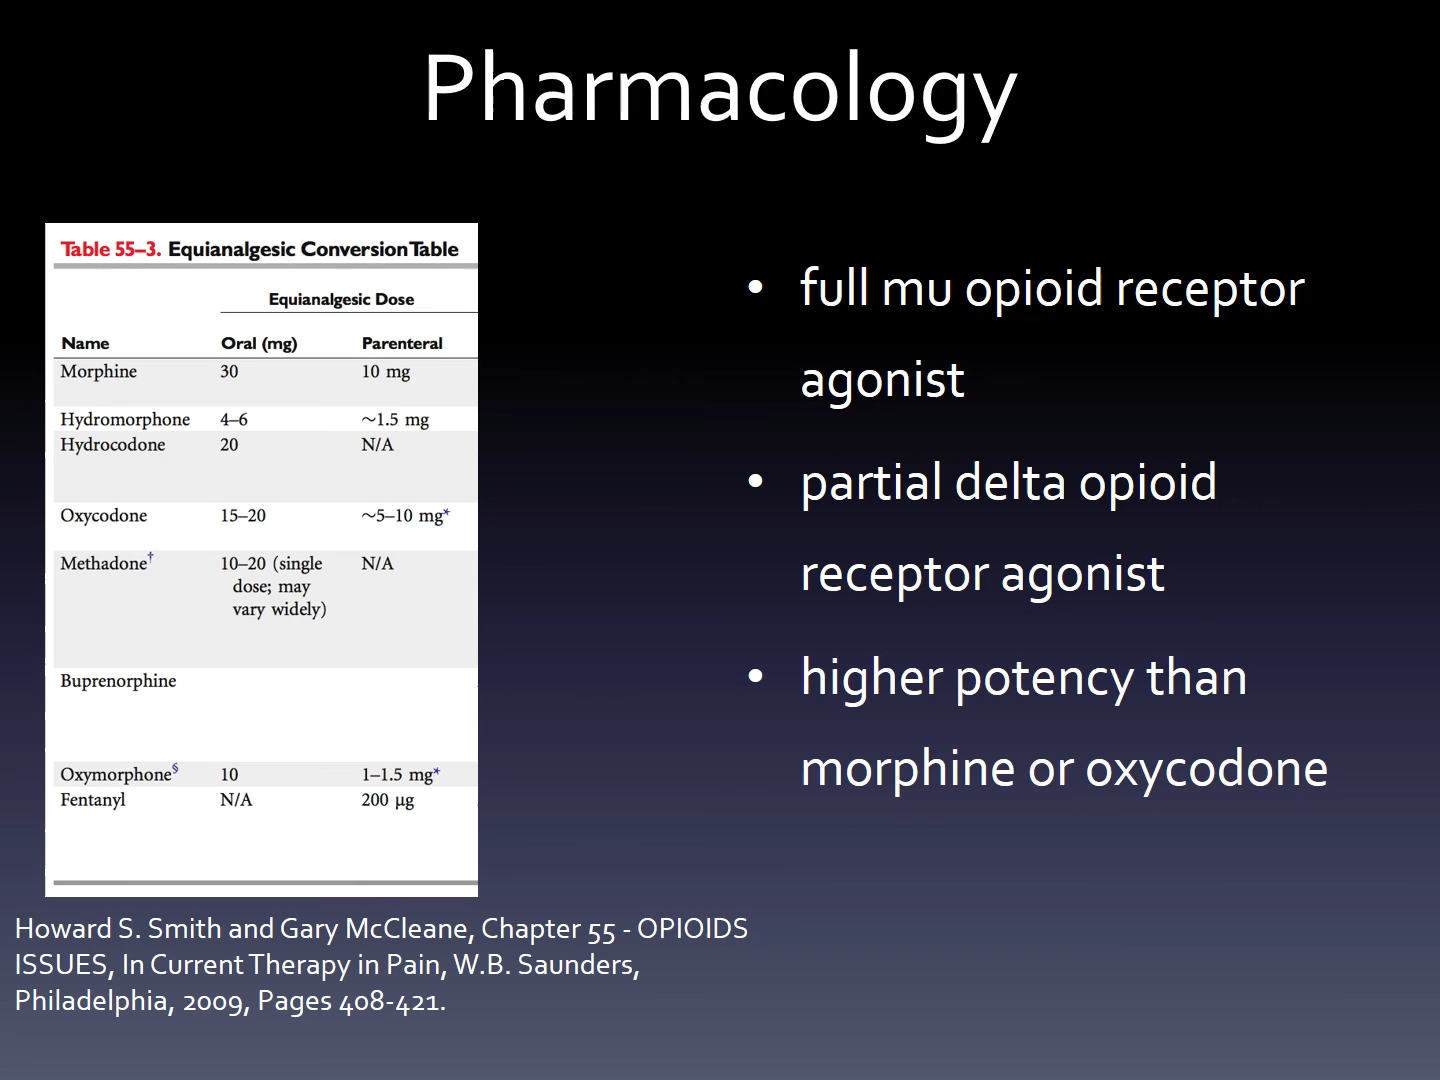 Pharmacology
Table 55–3. Equianalgesic Conversion Table
Equianalgesic Dose
Name Oral (mg) Parenteral
Morphine 30 10 mg
Hydromorphone 4–6 ~1.5 mg
Hydrocodone 20 N/A
Oxycodone 15–20 ~5–10 mg*
Methadone† 10–20 (single N/A
dose; may
vary widely)
Buprenorphine
Oxymorphone§ 10 1–1.5 mg*
Fentanyl N/A 200 µg
• full mu opioid receptor
agonist
• partial delta opioid
receptor agonist
• higher potency than
morphine or oxycodone
Howard S. Smith and Gary McCleane, Chapter 55 - OPIOIDS
ISSUES, In Current Therapy in Pain, W.B. Saunders,
Philadelphia, 2009, Pages 408-421.